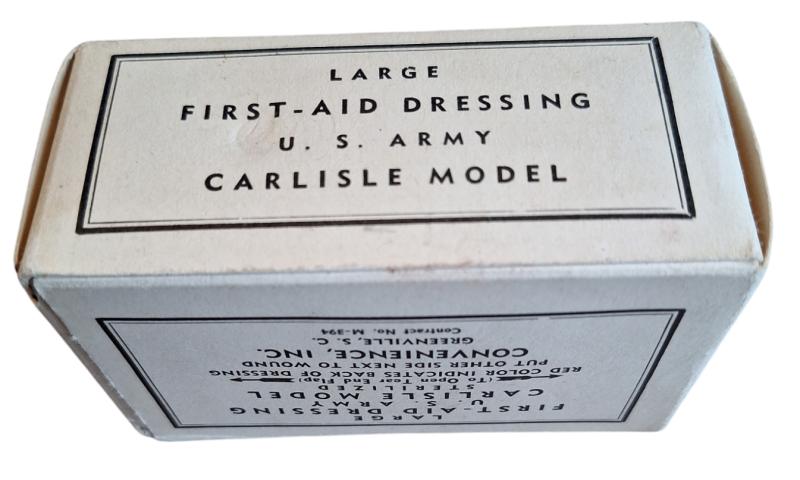 LARGE
FIRST-AID DRESSING
U. S. ARMY
CARLISLE MODEL
LARGE
FIRST-AID DRESSING
U. S. ARMY
CARLISLE MODEL
STERILIZED
(To Open Tear End Flap)
RED COLOR INDICATES BACK OF DRESSING
PUT OTHER SIDE NEXT TO WOUND
CONVENIENCE, INC.
GREENVILLE, S. C.
Contract No. M-394